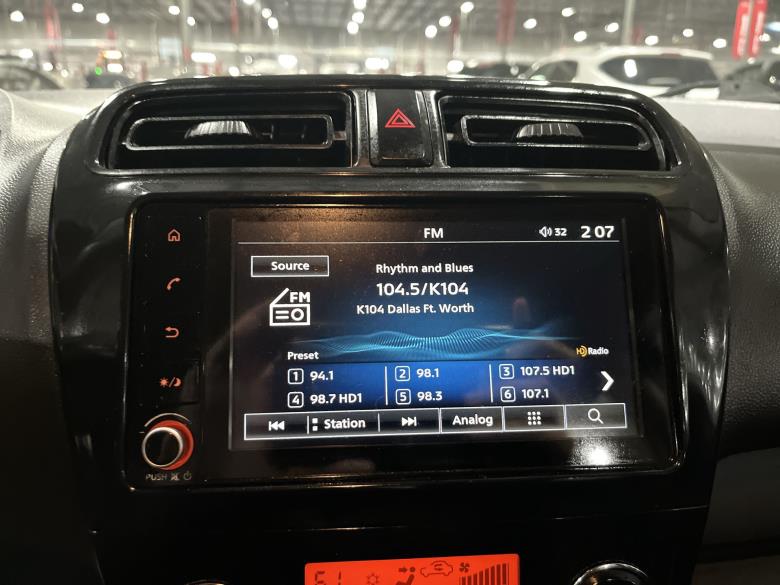 FM 32 2 07
Source
Rhythm and Blues
104.5/K104
K104 Dallas Ft. Worth
FM
Preset
HD Radio
1 94.1 2 98.1 3 107.5 HD1
4 98.7 HD1 5 98.3 6 107.1
Station Analog
PUSH
61